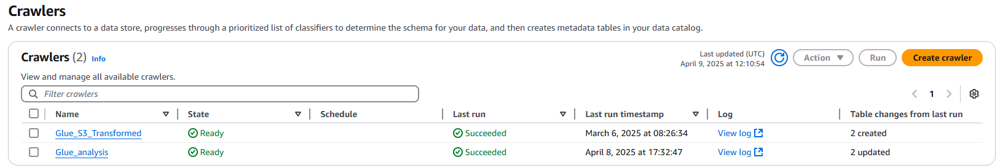 Crawlers
A crawler connects to a data store, progresses through a prioritized list of classifiers to determine the schema for your data, and then creates metadata tables in your data catalog.
Crawlers (2) Info
Last updated (UTC)
April 9, 2025 at 12:10:54
Action
Run
Create crawler
View and manage all available crawlers.
Filter crawlers
1
Name State Schedule Last run Last run timestamp Log Table changes from last run
Glue_S3_Transformed Ready Succeeded March 6, 2025 at 08:26:34 View log 2 created
Glue_analysis Ready Succeeded April 8, 2025 at 17:32:47 View log 2 updated